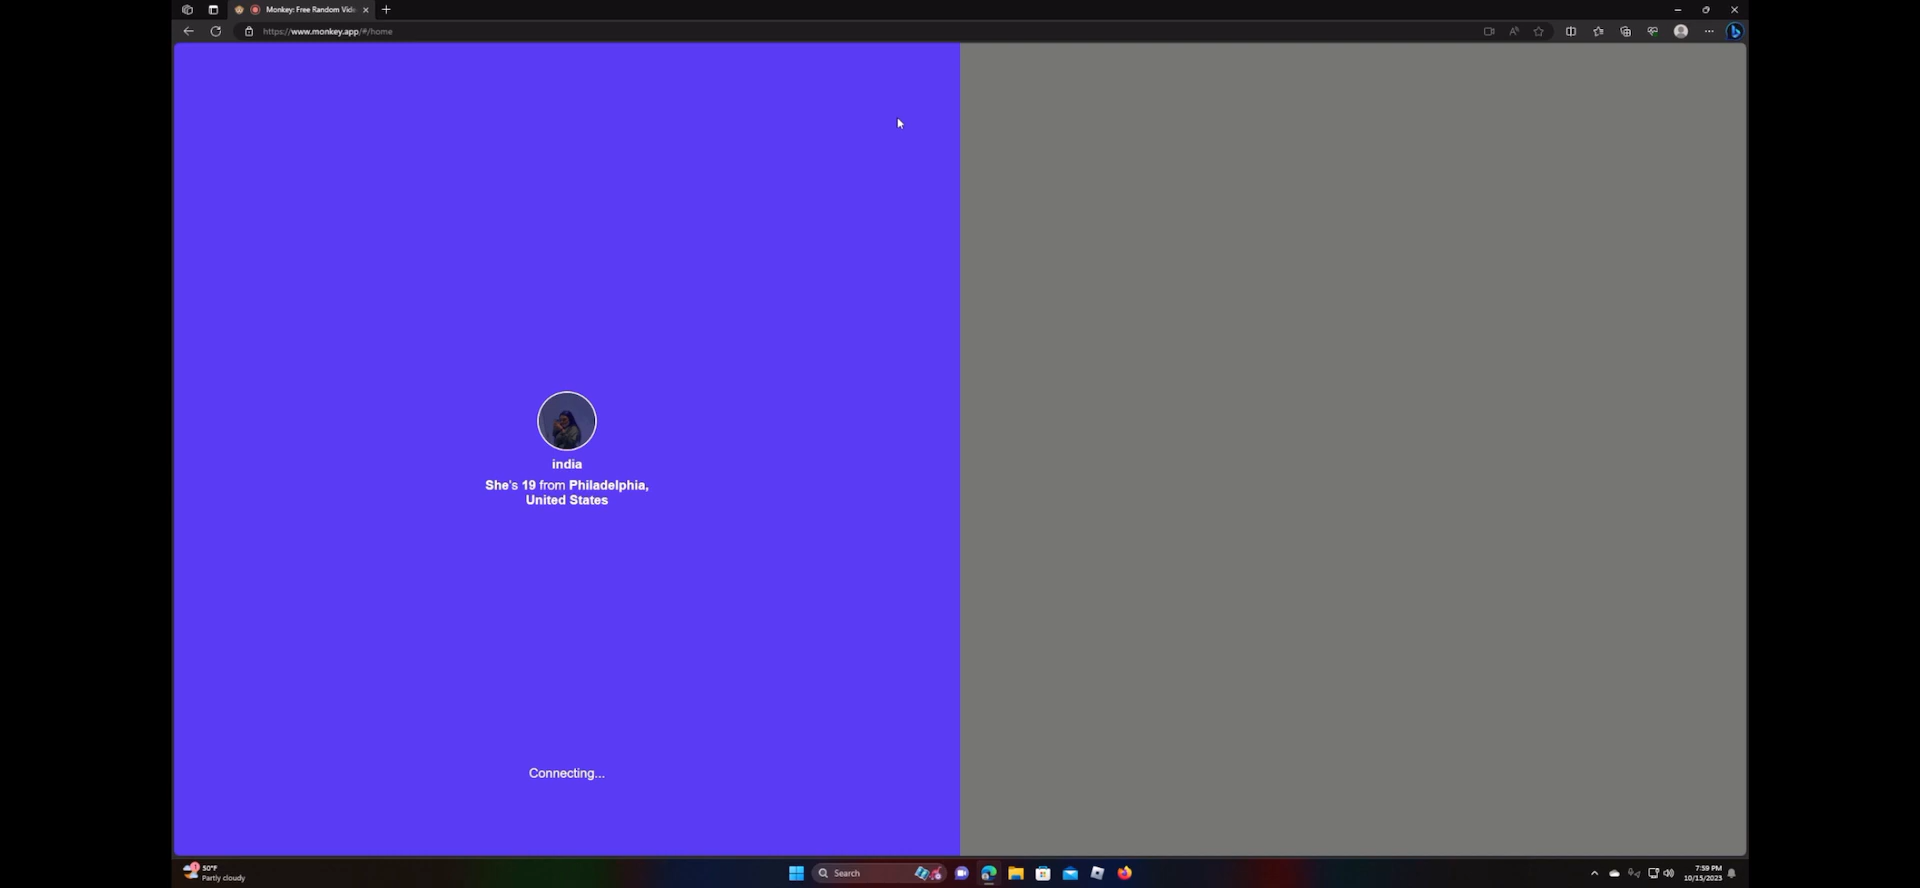 Monkey: Free Random Vid
https://www.monkey.app/#/home
india
She's 19 from Philadelphia,
United States
Connecting...
1
50°F
Partly cloudy
Search
7:59 PM
10/15/2023